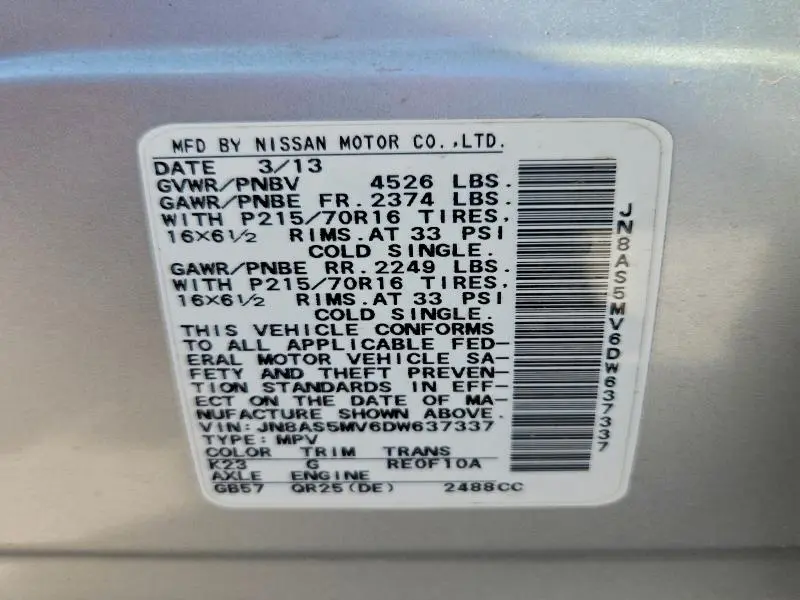 MFD BY NISSAN MOTOR CO.,LTD.
DATE 3/13
GVWR/PNBV 4526 LBS.
GAWR/PNBE FR.2374 LBS.
WITH P215/70R16 TIRES,
16X6½ RIMS.AT 33 PSI
COLD SINGLE.
GAWR/PNBE RR.2249 LBS.
WITH P215/70R16 TIRES,
16X6½ RIMS.AT 33 PSI
COLD SINGLE.
THIS VEHICLE CONFORMS
TO ALL APPLICABLE FED-
ERAL MOTOR VEHICLE SA-
FETY AND THEFT PREVEN-
TION STANDARDS IN EFF-
ECT ON THE DATE OF MA-
NUFACTURE SHOWN ABOVE.
VIN: JN8AS5MV6DW637337
TYPE: MPV
COLOR TRIM TRANS
K23 G RE0F10A
AXLE ENGINE
GB57 QR25(DE) 2488CC
JN8AS5MV6DW637337